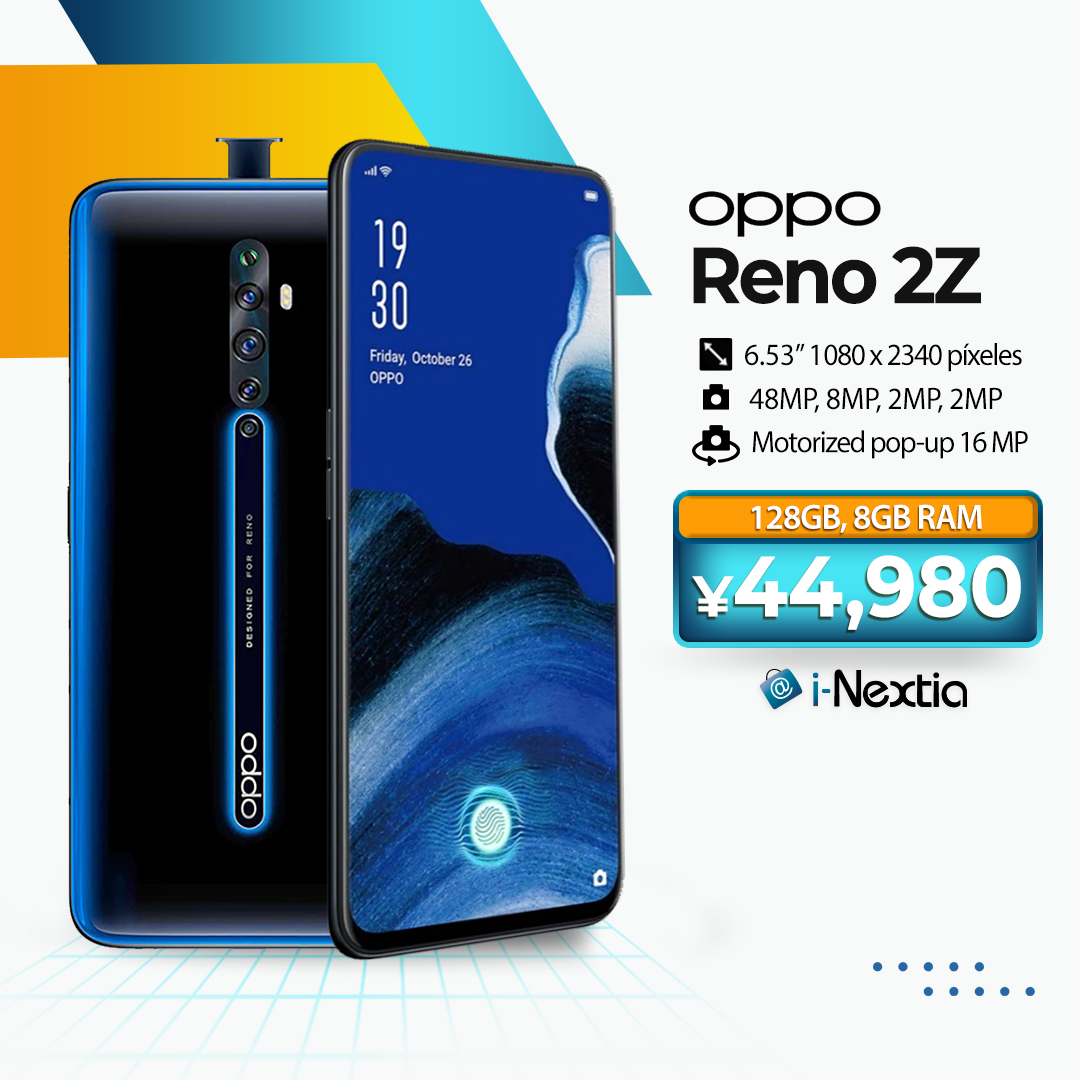 19
30
Friday, October 26
OPPO
DESIGNED FOR RENO
oppo
oppo
Reno 2Z
6.53” 1080 x 2340 píxeles
48MP, 8MP, 2MP, 2MP
Motorized pop-up 16 MP
128GB, 8GB RAM
¥44,980
@ i-Nextia